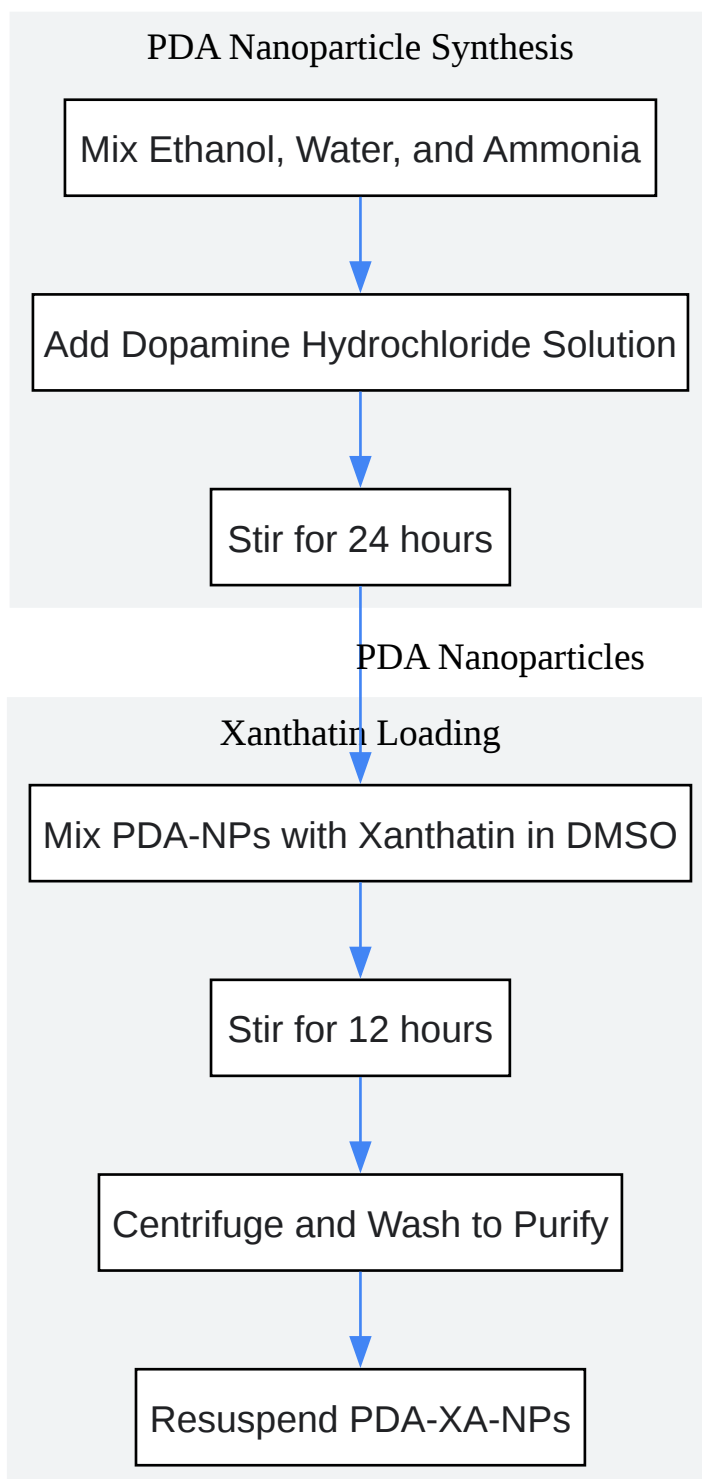 PDA Nanoparticle Synthesis
Mix Ethanol, Water, and Ammonia
Add Dopamine Hydrochloride Solution
Stir for 24 hours
PDA Nanoparticles
Xanthatin Loading
Mix PDA-NPs with Xanthatin in DMSO
Stir for 12 hours
Centrifuge and Wash to Purify
Resuspend PDA-XA-NPs